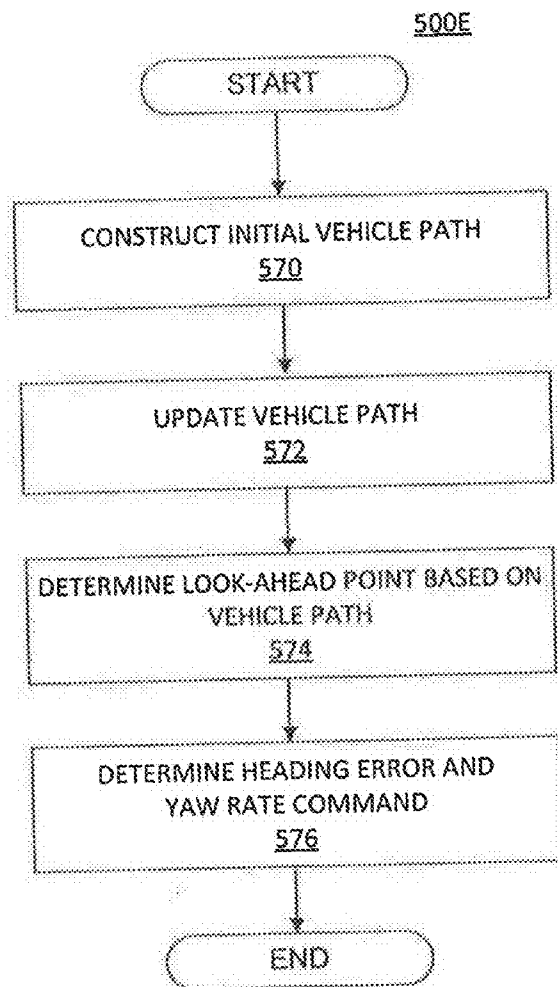 500E
START
CONSTRUCT INITIAL VEHICLE PATH
570
UPDATE VEHICLE PATH
572
DETERMINE LOOK-AHEAD POINT BASED ON
VEHICLE PATH
574
DETERMINE HEADING ERROR AND
YAW RATE COMMAND
576
END